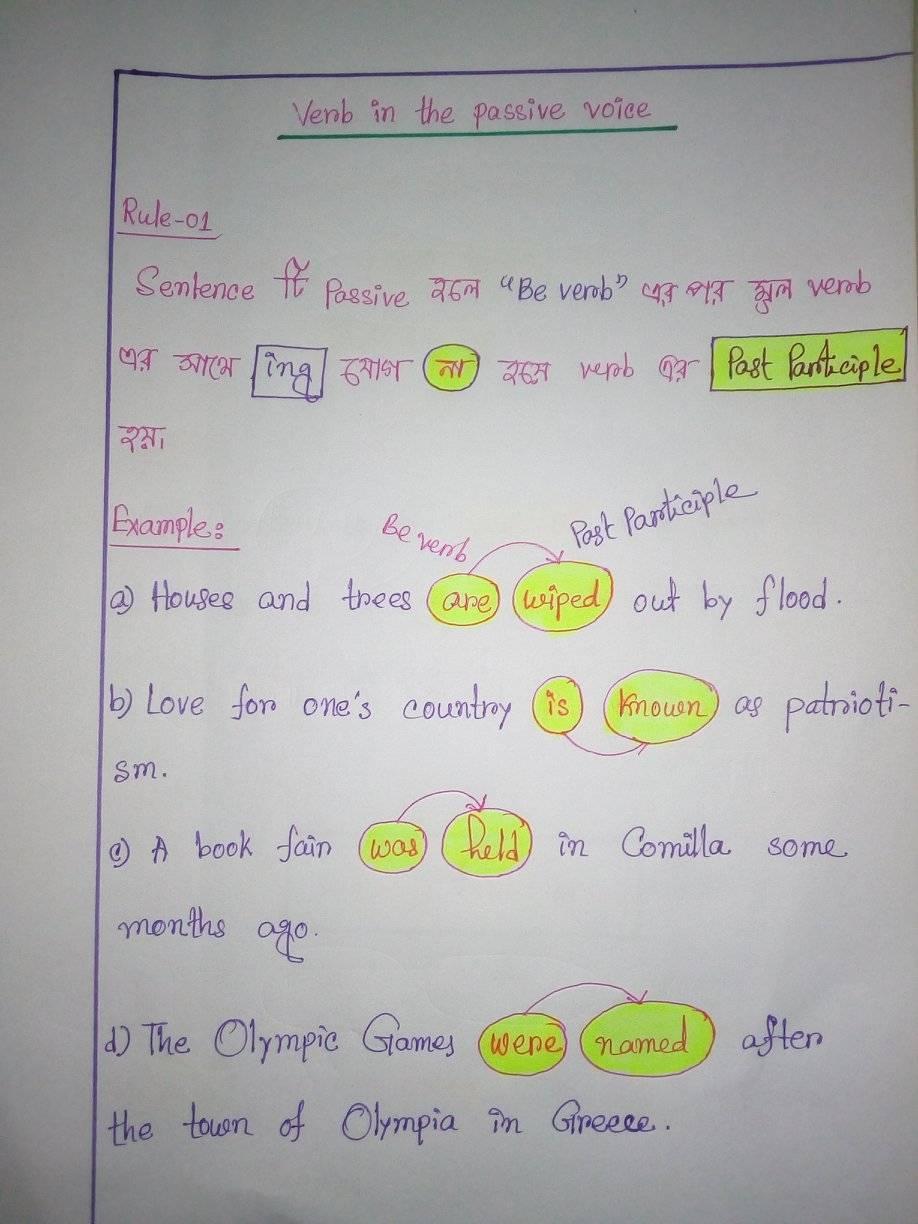 Verb in the passive voice
Rule-01
Sentence টি Passive হলে "Be verb" এর পর মুল verb
এর সাথে ing যোগ না হয়ে verb এর Past Participle
হয়।
Example:
Be verb Past Participle
a) Houses and trees are wiped out by flood.
b) Love for one's country is known as patrioti-
sm.
c) A book fair was held in Comilla some
months ago.
d) The Olympic Games were named after
the town of Olympia in Greece.